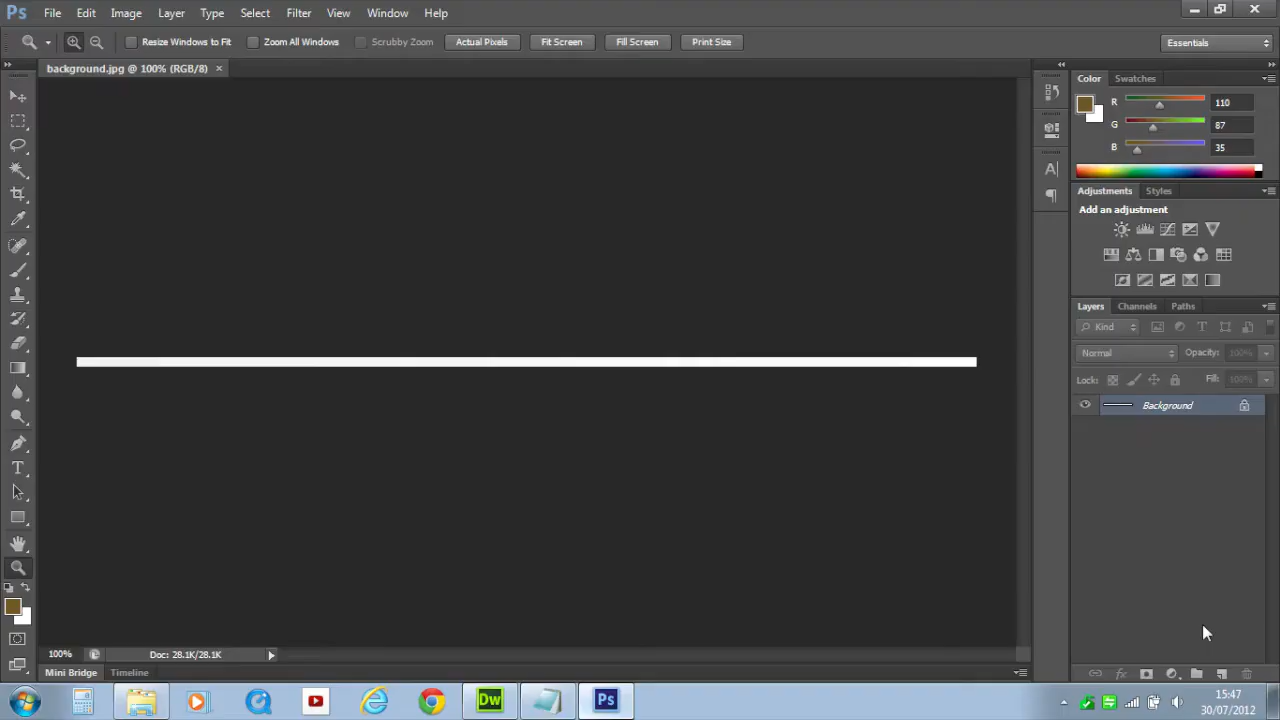 Ps File Edit Image Layer Type Select Filter View Window Help
Resize Windows to Fit Zoom All Windows Scrubby Zoom Actual Pixels Fit Screen Fill Screen Print Size Essentials
background.jpg @ 100% (RGB/8) ×
Color Swatches
R 110
G 87
B 35
Adjustments Styles
Add an adjustment
Layers Channels Paths
Kind
Normal Opacity: 100%
Lock: Fill: 100%
Background
100% Doc: 28.1K/28.1K
Mini Bridge Timeline
Dw Ps
15:47
30/07/2012